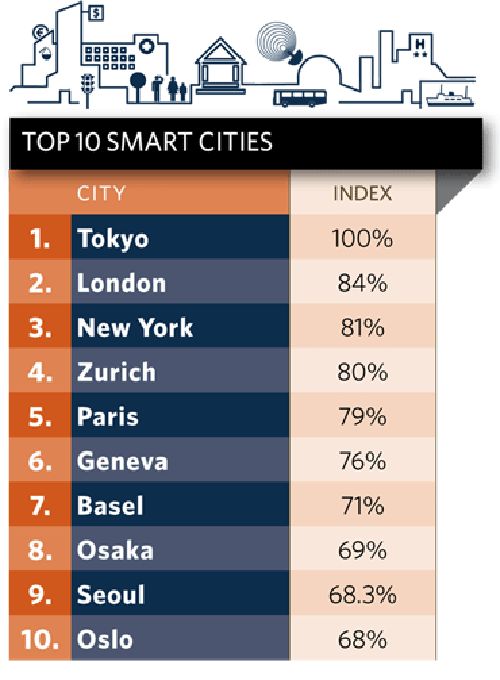 $
€
H
TOP 10 SMART CITIES
CITY INDEX
1. Tokyo 100%
2. London 84%
3. New York 81%
4. Zurich 80%
5. Paris 79%
6. Geneva 76%
7. Basel 71%
8. Osaka 69%
9. Seoul 68.3%
10. Oslo 68%